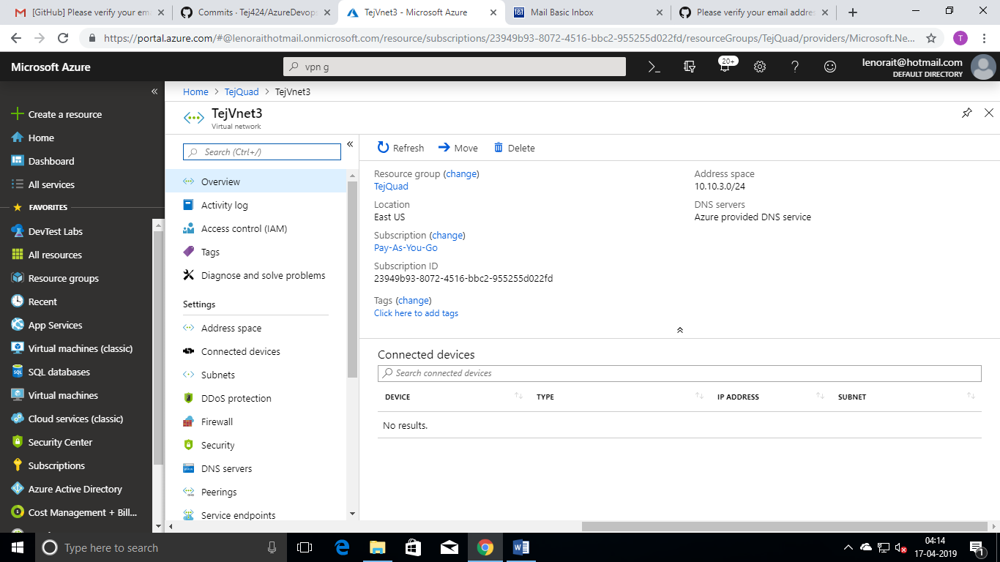 [GitHub] Please verify your ema
Commits · Tej424/AzureDevop
TejVnet3 - Microsoft Azure
Mail Basic Inbox
Please verify your email addre
https://portal.azure.com/#@lenoraithotmail.onmicrosoft.com/resource/subscriptions/23949b93-8072-4516-bbc2-955255d022fd/resourceGroups/TejQuad/providers/Microsoft.Ne...
T
Microsoft Azure
vpn g
20+
lenorait@hotmail.com
DEFAULT DIRECTORY
Create a resource
Home
Dashboard
All services
FAVORITES
DevTest Labs
All resources
Resource groups
Recent
App Services
Virtual machines (classic)
SQL databases
Virtual machines
Cloud services (classic)
Security Center
Subscriptions
Azure Active Directory
Cost Management + Bill...
Home > TejQuad > TejVnet3
TejVnet3
Virtual network
Search (Ctrl+/)
Overview
Activity log
Access control (IAM)
Tags
Diagnose and solve problems
Settings
Address space
Connected devices
Subnets
DDoS protection
Firewall
Security
DNS servers
Peerings
Service endpoints
Refresh
Move
Delete
Resource group (change)
TejQuad
Location
East US
Subscription (change)
Pay-As-You-Go
Subscription ID
23949b93-8072-4516-bbc2-955255d022fd
Tags (change)
Click here to add tags
Address space
10.10.3.0/24
DNS servers
Azure provided DNS service
Connected devices
Search connected devices
DEVICE TYPE IP ADDRESS SUBNET
No results.
Type here to search
04:14
17-04-2019
1